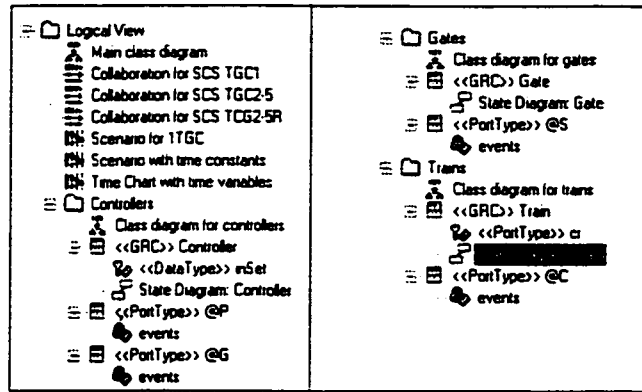 Logical View
Main class diagram
Collaboration for SCS TGC1
Collaboration for SCS TGC2-5
Collaboration for SCS TCG2-5R
Scenario for 1TGC
Scenario with time constants
Time Chart with time variables
Controllers
Class diagram for controllers
<<GRC>> Controller
<<DataType>> inSet
State Diagram: Controller
<<PortType>> @P
events
<<PortType>> @G
events
Gates
Class diagram for gates
<<GRC>> Gate
State Diagram: Gate
<<PortType>> @S
events
Trains
Class diagram for trains
<<GRC>> Train
<<PortType>> cr
<<PortType>> @C
events